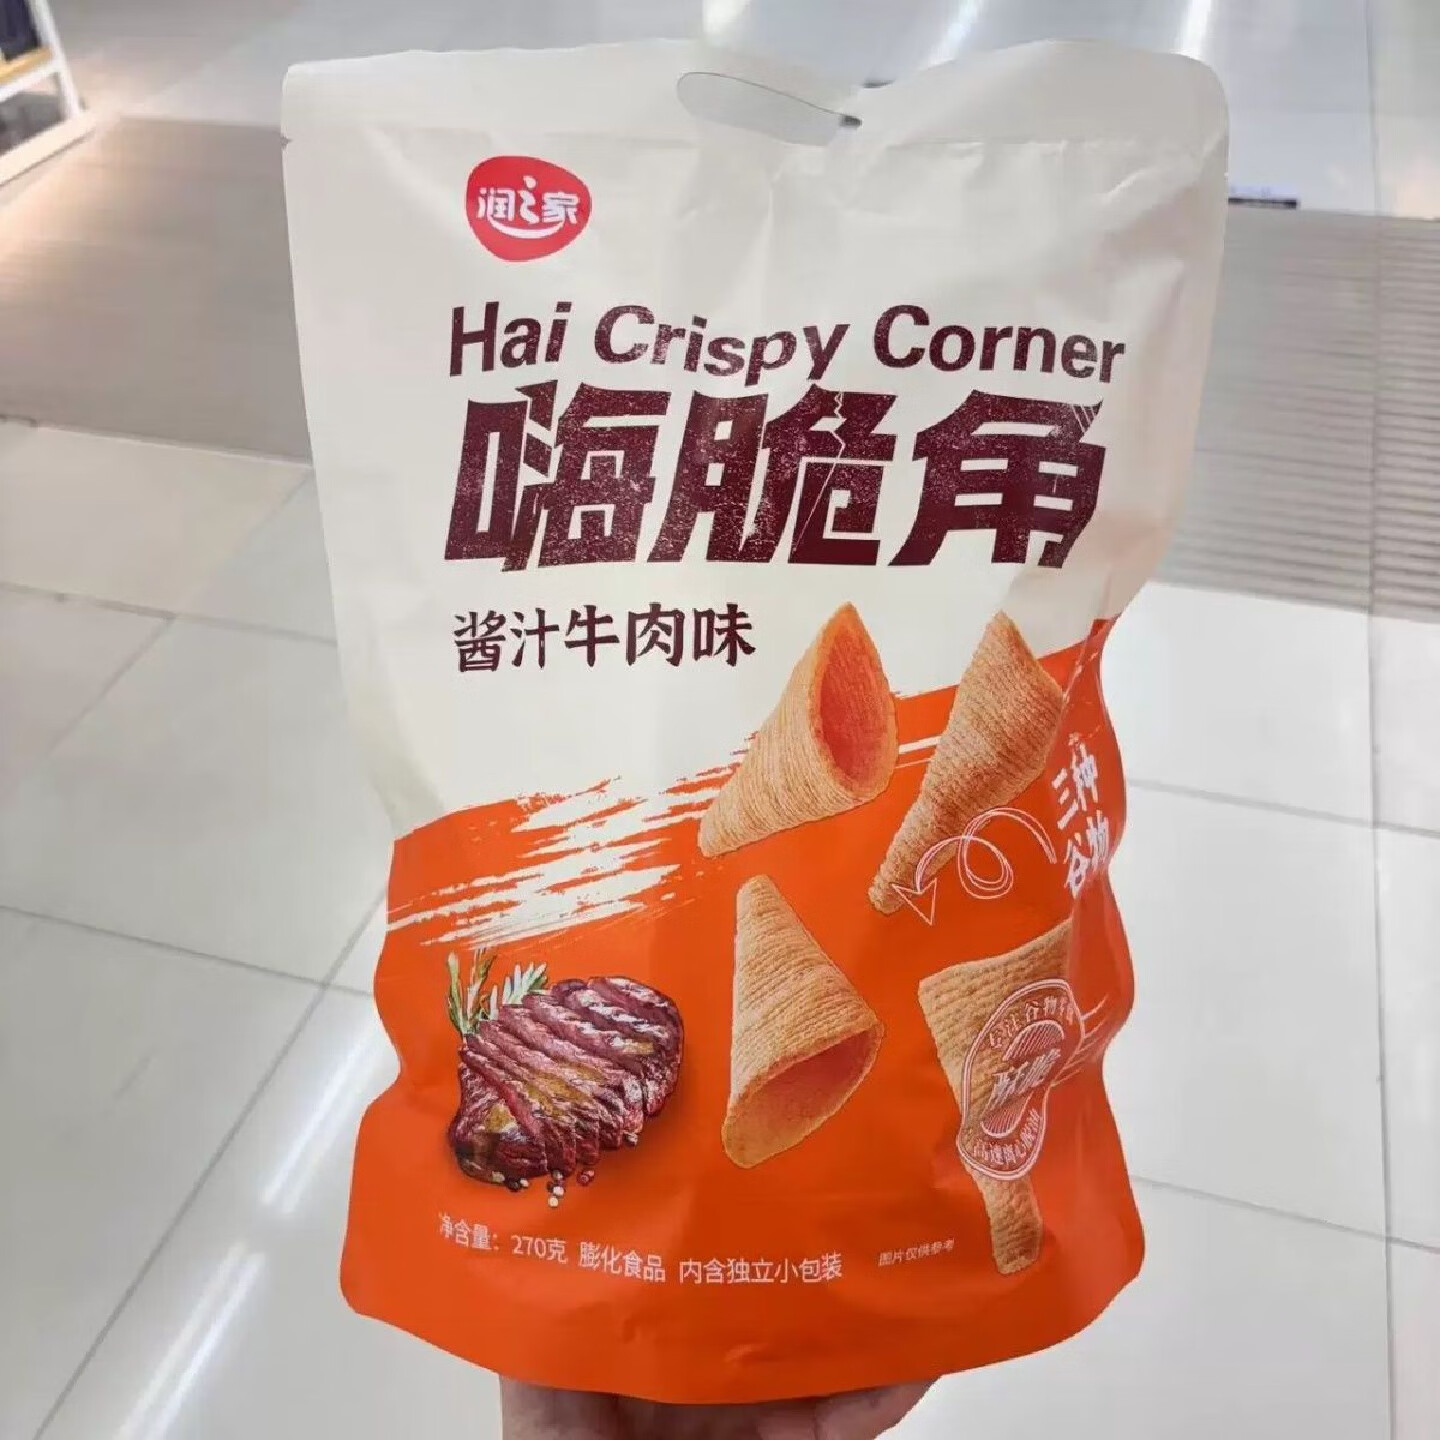 润之家
Hai Crispy Corner
嗨脆角
酱汁牛肉味
三种
谷物
酥脆
净含量：270克 膨化食品 内含独立小包装
图片仅供参考